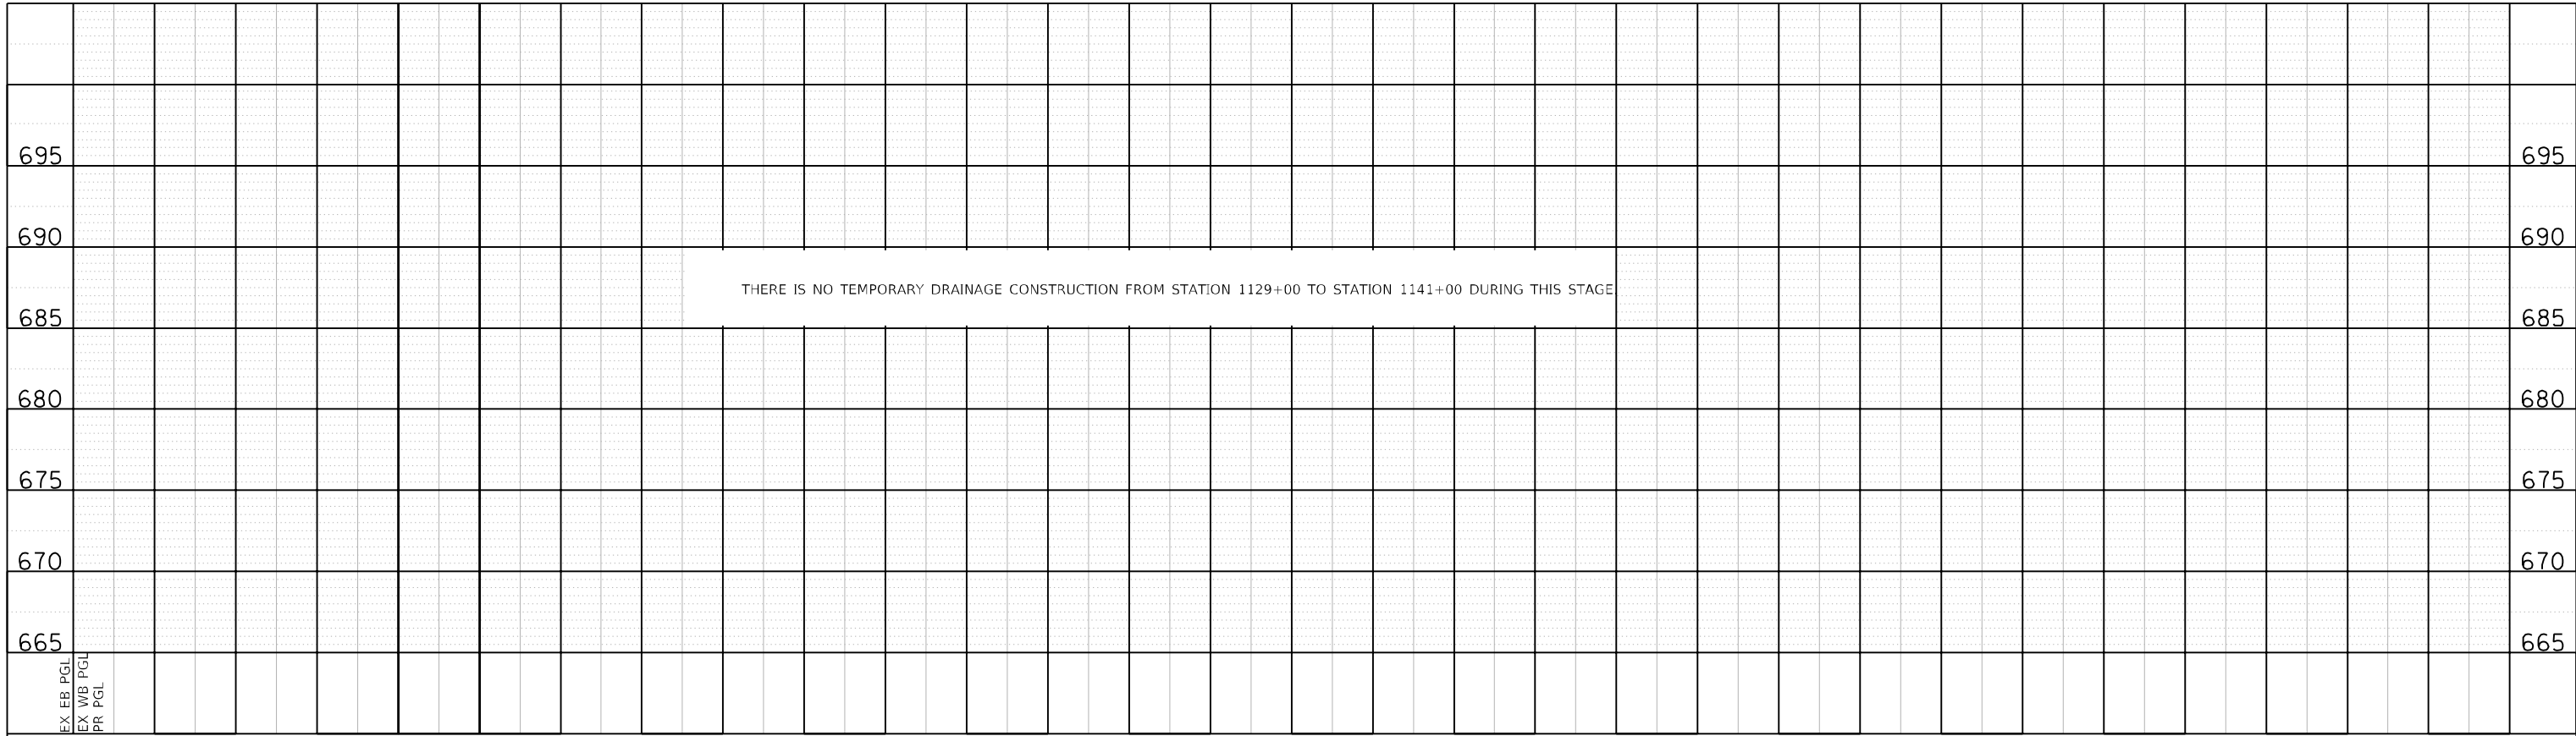 695 695
690 690
THERE IS NO TEMPORARY DRAINAGE CONSTRUCTION FROM STATION 1129+00 TO STATION 1141+00 DURING THIS STAGE.
685 685
680 680
675 675
670 670
665 665
EX EB PGL
EX WB PGL
PR PGL